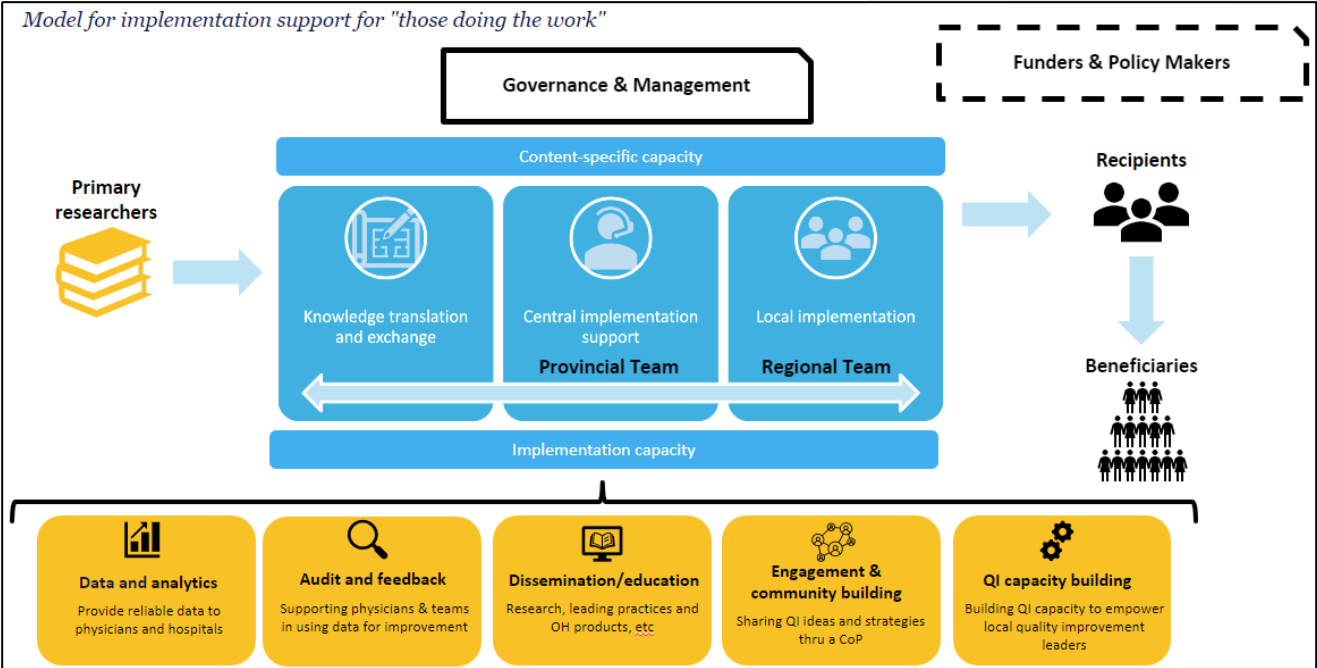 Model for implementation support for "those doing the work"
Governance & Management
Funders & Policy Makers
Content-specific capacity
Primary
researchers
Knowledge translation
and exchange
Central implementation
support
Provincial Team
Local implementation
Regional Team
Recipients
Beneficiaries
Implementation capacity
Data and analytics
Provide reliable data to
physicians and hospitals
Audit and feedback
Supporting physicians & teams
in using data for improvement
Dissemination/education
Research, leading practices and
OH products, etc
Engagement &
community building
Sharing QI ideas and strategies
thru a CoP
QI capacity building
Building QI capacity to empower
local quality improvement
leaders